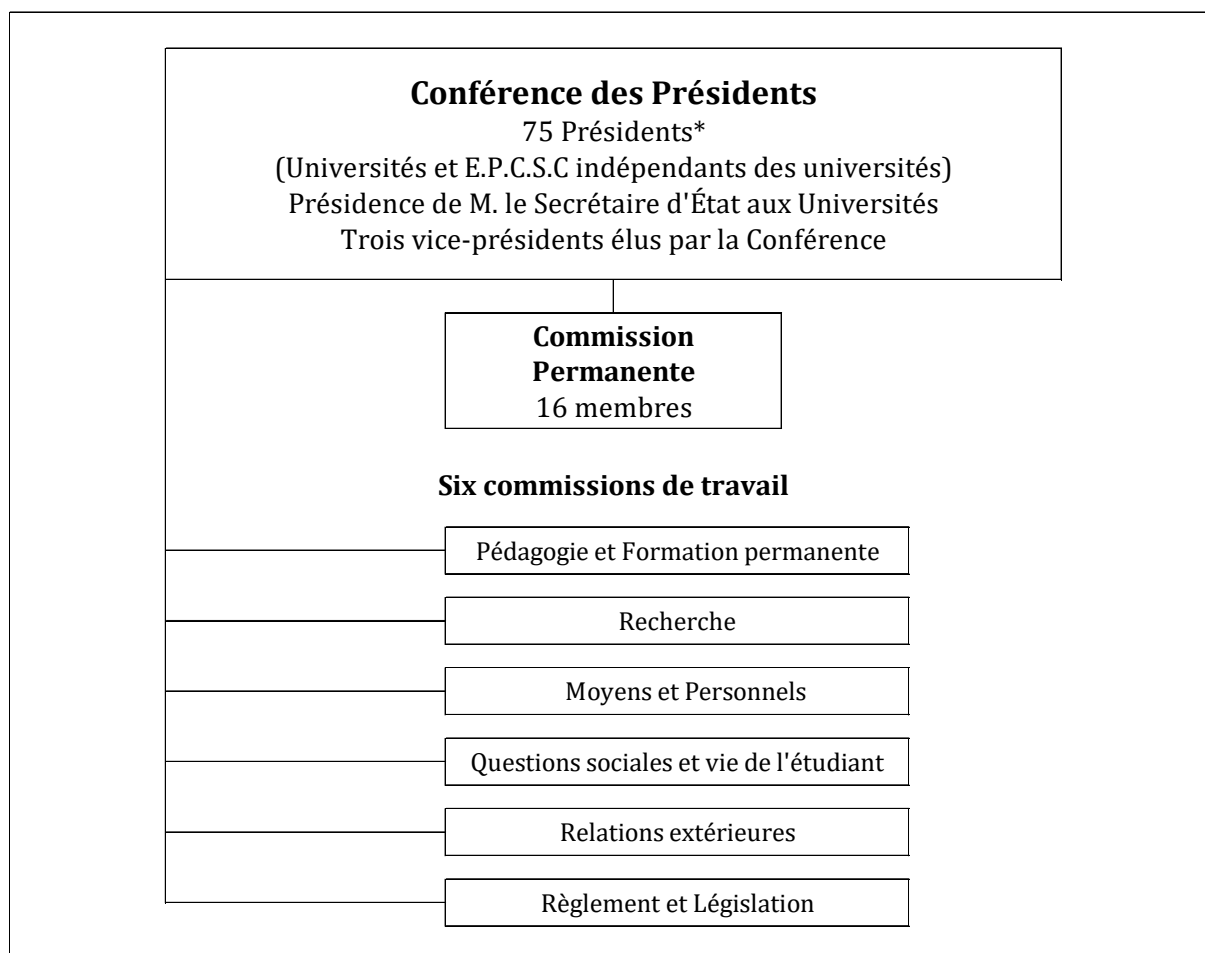 Conférence des Présidents
75 Présidents*
(Universités et E.P.C.S.C indépendants des universités)
Présidence de M. le Secrétaire d'État aux Universités
Trois vice-présidents élus par la Conférence
Commission
Permanente
16 membres
Six commissions de travail
Pédagogie et Formation permanente
Recherche
Moyens et Personnels
Questions sociales et vie de l'étudiant
Relations extérieures
Règlement et Législation